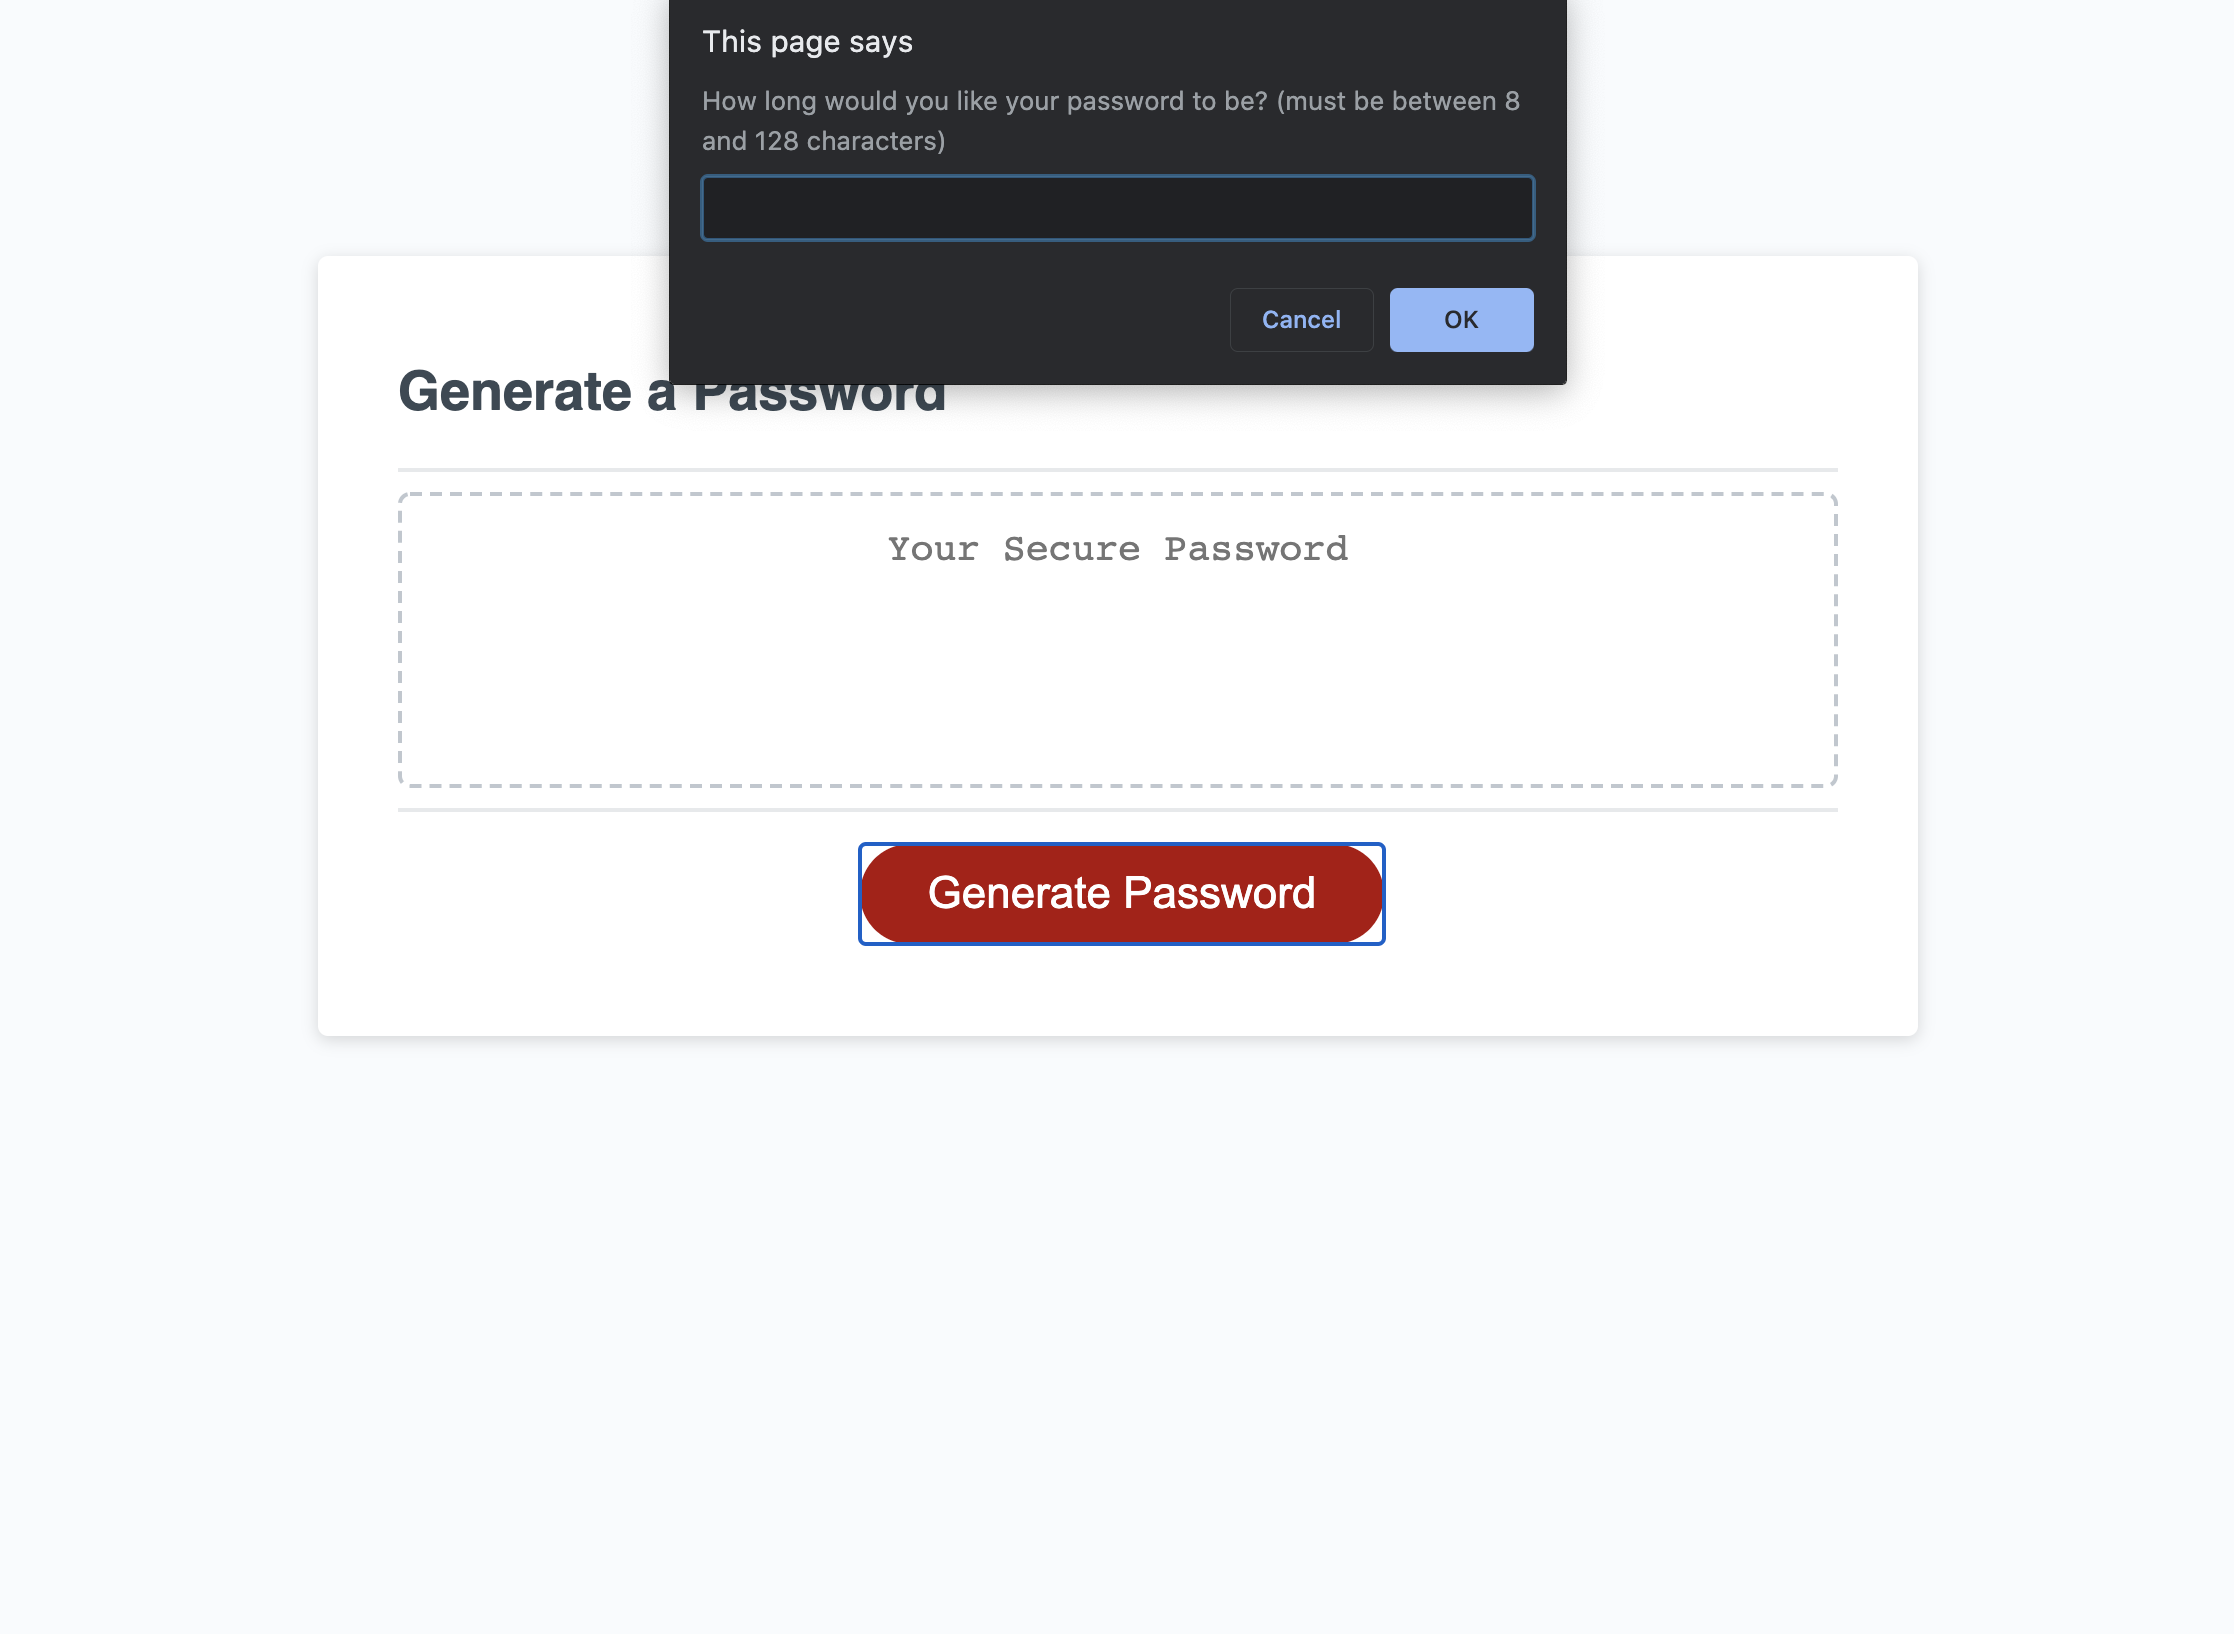 This page says
How long would you like your password to be? (must be between 8
and 128 characters)
Cancel
OK
Generate a Password
Your Secure Password
Generate Password